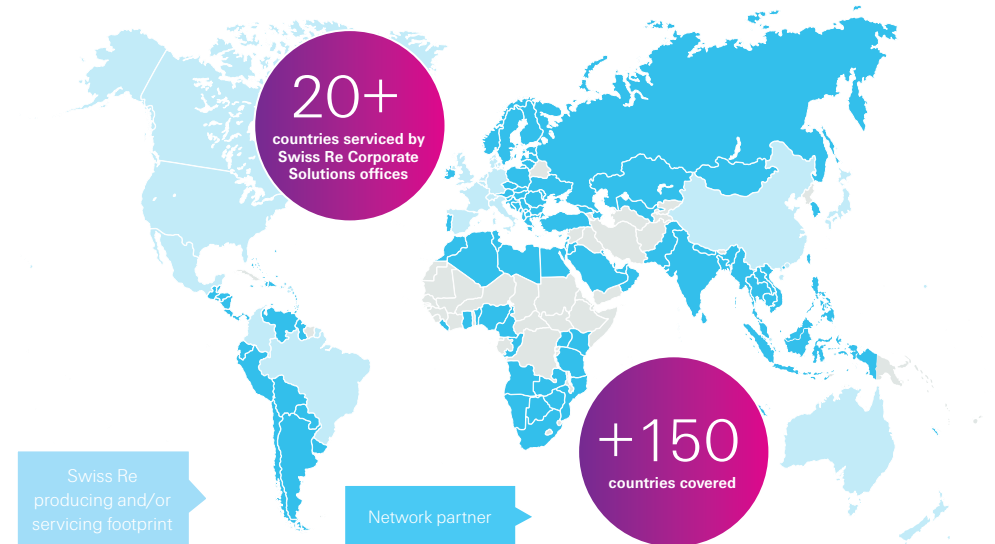 20+
countries serviced by
Swiss Re Corporate
Solutions offices
+150
countries covered
Swiss Re
producing and/or
servicing footprint
Network partner